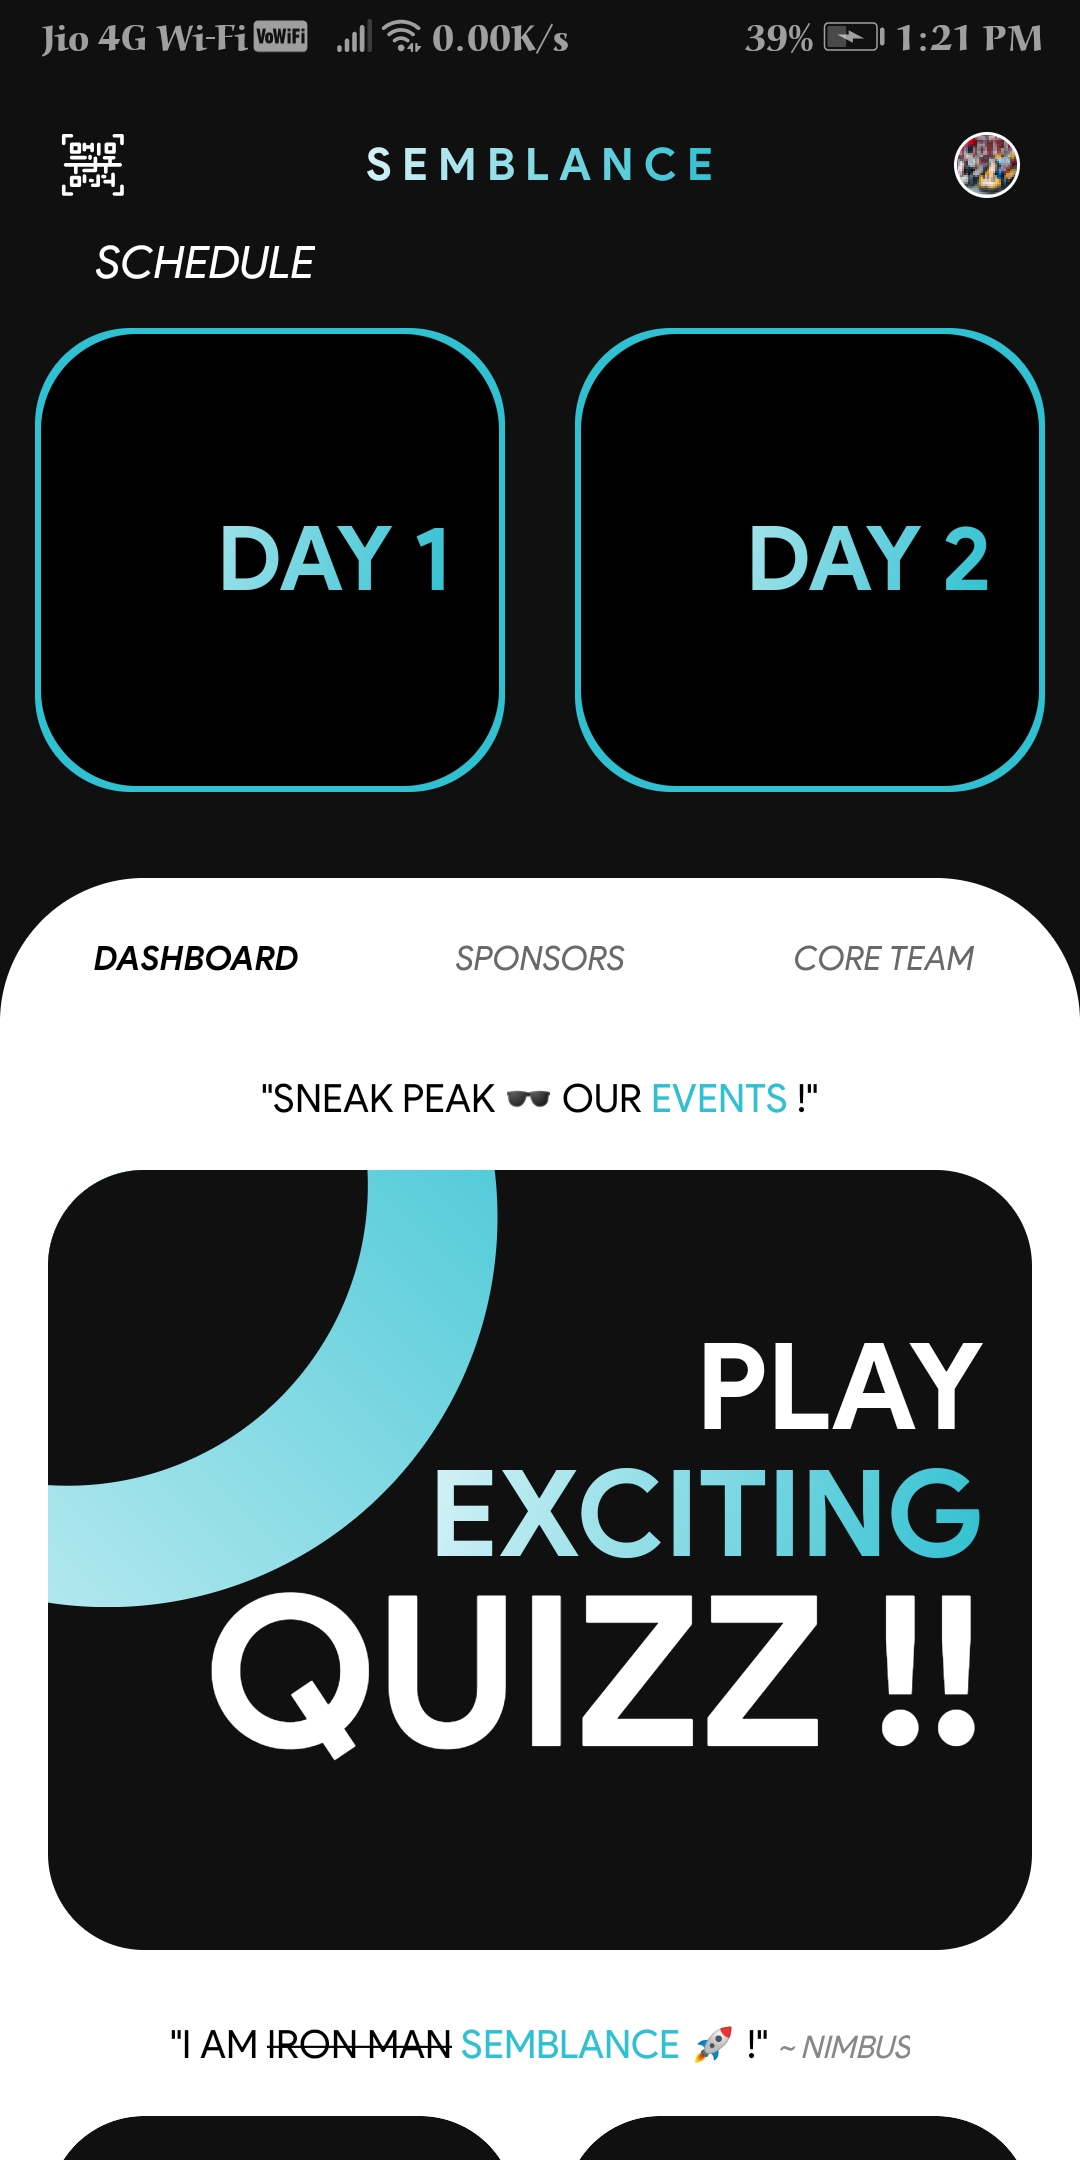 Jio 4G Wi-Fi VoWiFi 0.00K/s 39% 1:21 PM
SEMBLANCE
SCHEDULE
DAY 1 DAY 2
DASHBOARD SPONSORS CORE TEAM
"SNEAK PEAK 🕶️ OUR EVENTS !"
PLAY
EXCITING
QUIZZ !!
"I AM IRON MAN SEMBLANCE 🚀 !" ~ NIMBUS